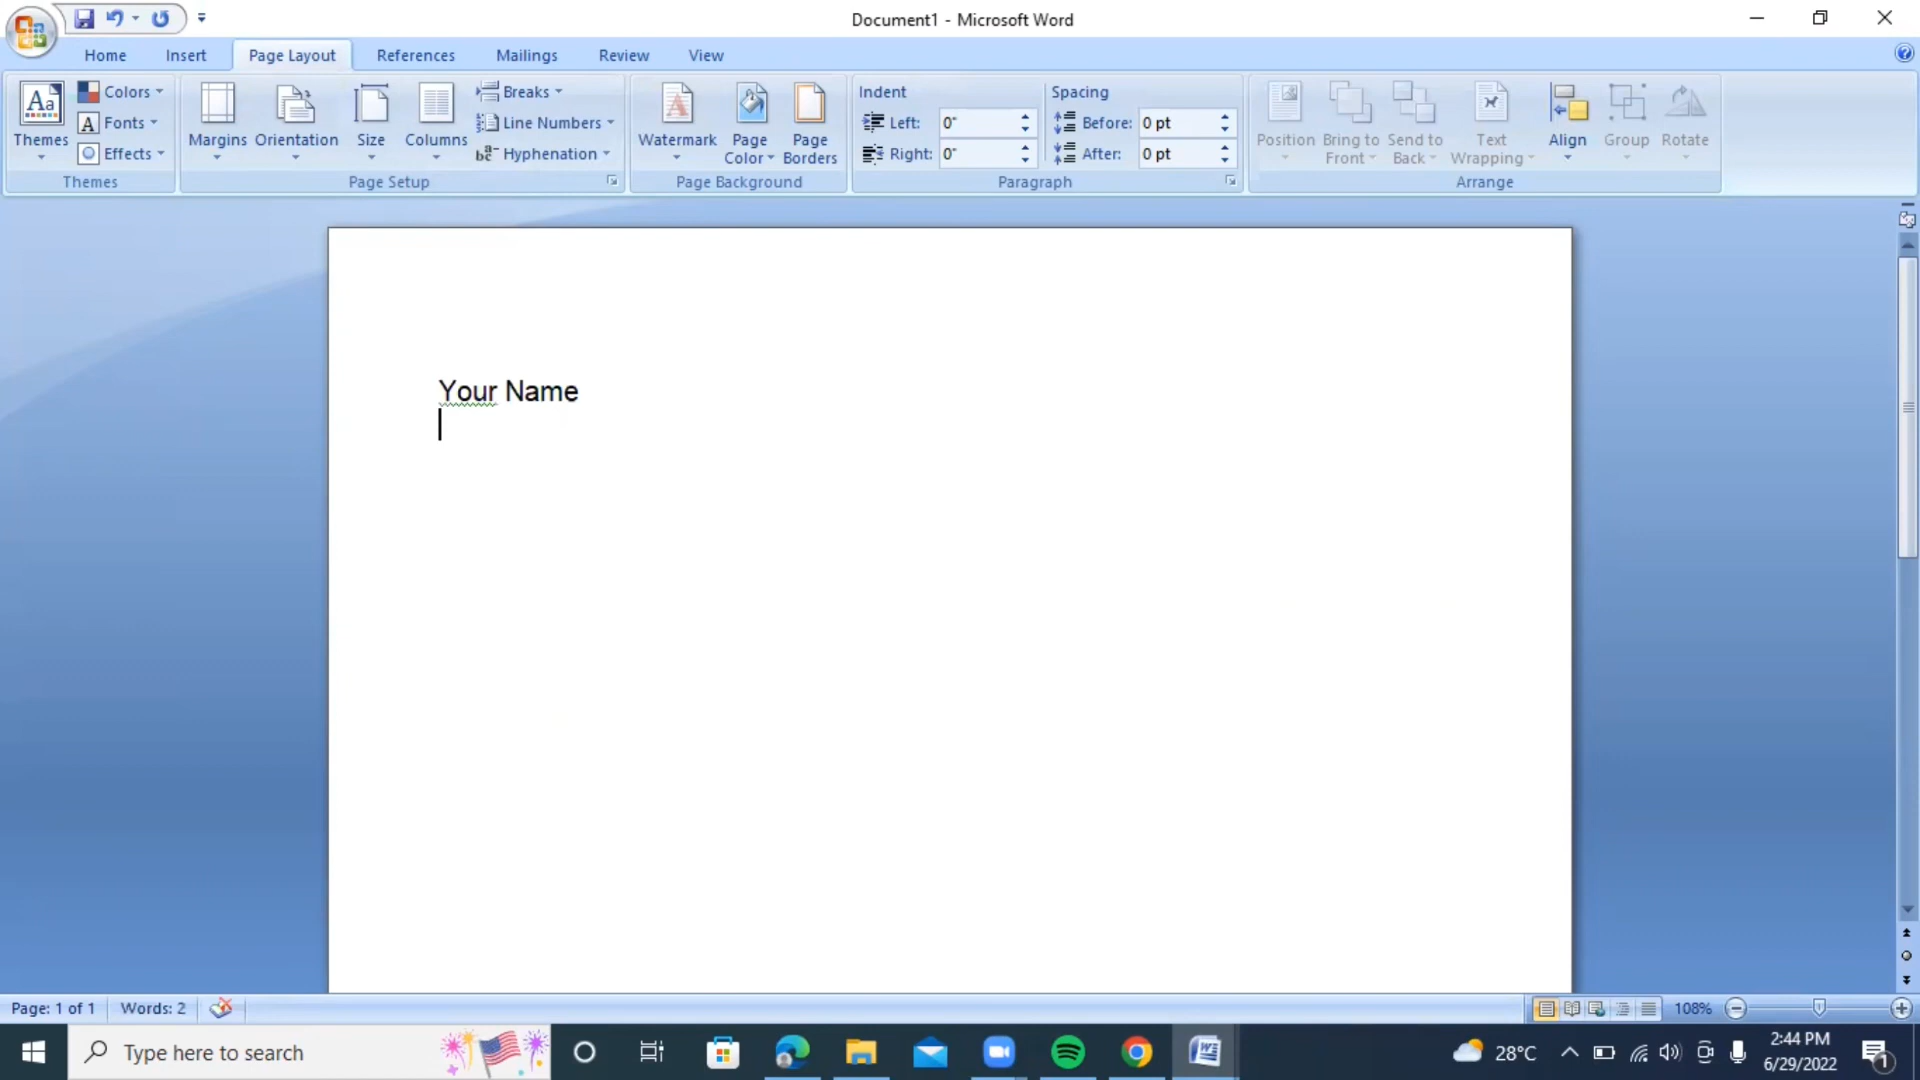 Document1 - Microsoft Word
Home Insert Page Layout References Mailings Review View
Aa Colors Breaks Indent Spacing
A Fonts Line Numbers Left: 0" Before: 0 pt
Themes Margins Orientation Size Columns Watermark Page Page Position Bring to Send to Text Align Group Rotate
Effects Hyphenation Color Borders Right: 0" After: 0 pt Front Back Wrapping
Themes Page Setup Page Background Paragraph Arrange
Your Name
Page: 1 of 1 Words: 2 108%
Type here to search 28°C 2:44 PM
6/29/2022 1